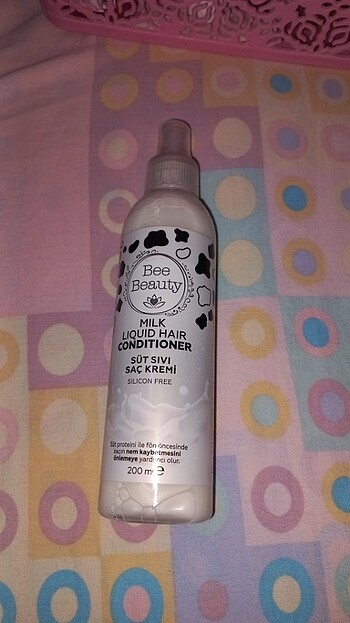 Bee
Beauty
MILK
LIQUID HAIR
CONDITIONER
SÜT SIVI
SAÇ KREMİ
SILICON FREE
Süt proteini ile fön öncesinde
saçın nem kaybetmesini
önlemeye yardımcı olur.
200 ml e